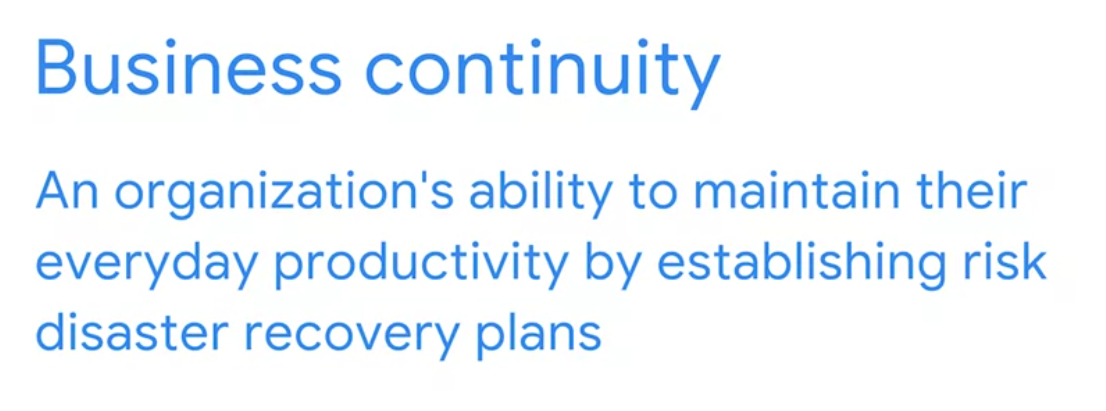 Business continuity
An organization's ability to maintain their
everyday productivity by establishing risk
disaster recovery plans